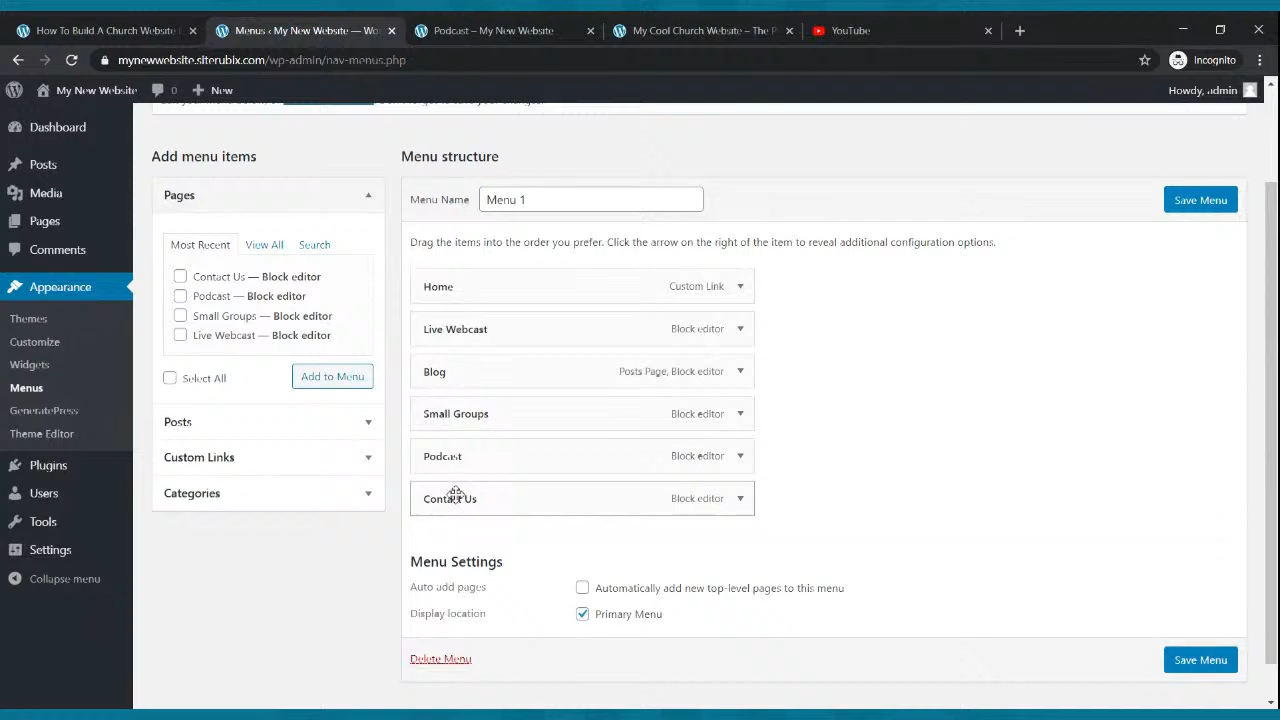 How To Build A Church Website
Menus ‹ My New Website — Wo
Podcast – My New Website
My Cool Church Website – The P
YouTube
mynewwebsite.siterubix.com/wp-admin/nav-menus.php
Incognito
My New Website
0
New
Howdy, admin
Dashboard
Posts
Media
Pages
Comments
Appearance
Themes
Customize
Widgets
Menus
GeneratePress
Theme Editor
Plugins
Users
Tools
Settings
Collapse menu
Add menu items
Pages
Most Recent View All Search
Contact Us — Block editor
Podcast — Block editor
Small Groups — Block editor
Live Webcast — Block editor
Select All
Add to Menu
Posts
Custom Links
Categories
Menu structure
Menu Name Menu 1
Save Menu
Drag the items into the order you prefer. Click the arrow on the right of the item to reveal additional configuration options.
Home Custom Link
Live Webcast Block editor
Blog Posts Page, Block editor
Small Groups Block editor
Podcast Block editor
Contact Us Block editor
Menu Settings
Auto add pages Automatically add new top-level pages to this menu
Display location Primary Menu
Delete Menu
Save Menu